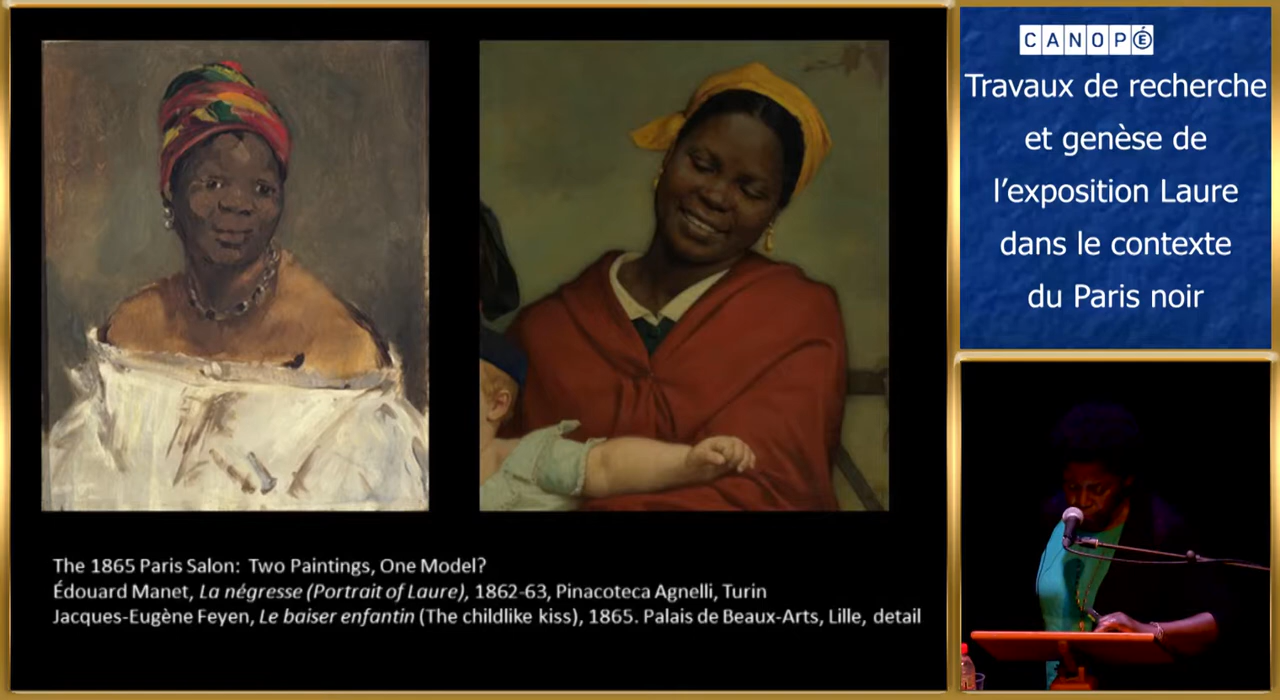 The 1865 Paris Salon: Two Paintings, One Model?
Édouard Manet, La négresse (Portrait of Laure), 1862-63, Pinacoteca Agnelli, Turin
Jacques-Eugène Feyen, Le baiser enfantin (The childlike kiss), 1865. Palais de Beaux-Arts, Lille, detail
CANOPÉ
Travaux de recherche
et genèse de
l'exposition Laure
dans le contexte
du Paris noir